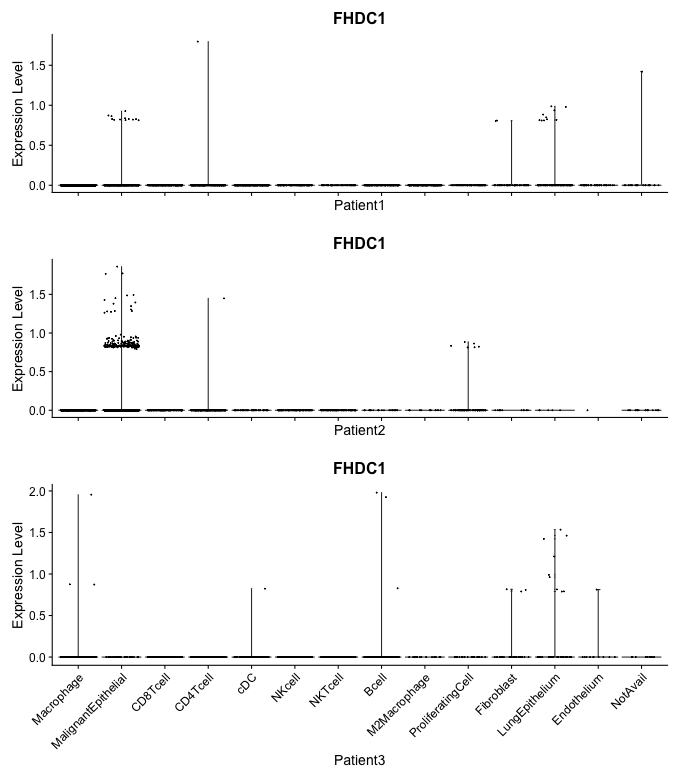 FHDC1
Expression Level
1.5
1.0
0.5
0.0
Patient1
FHDC1
Expression Level
1.5
1.0
0.5
0.0
Patient2
FHDC1
Expression Level
2.0
1.5
1.0
0.5
0.0
Macrophage
MalignantEpithelial
CD8Tcell
CD4Tcell
cDC
NKcell
NKTcell
Bcell
M2Macrophage
ProliferatingCell
Fibroblast
LungEpithelium
Endothelium
NotAvail
Patient3